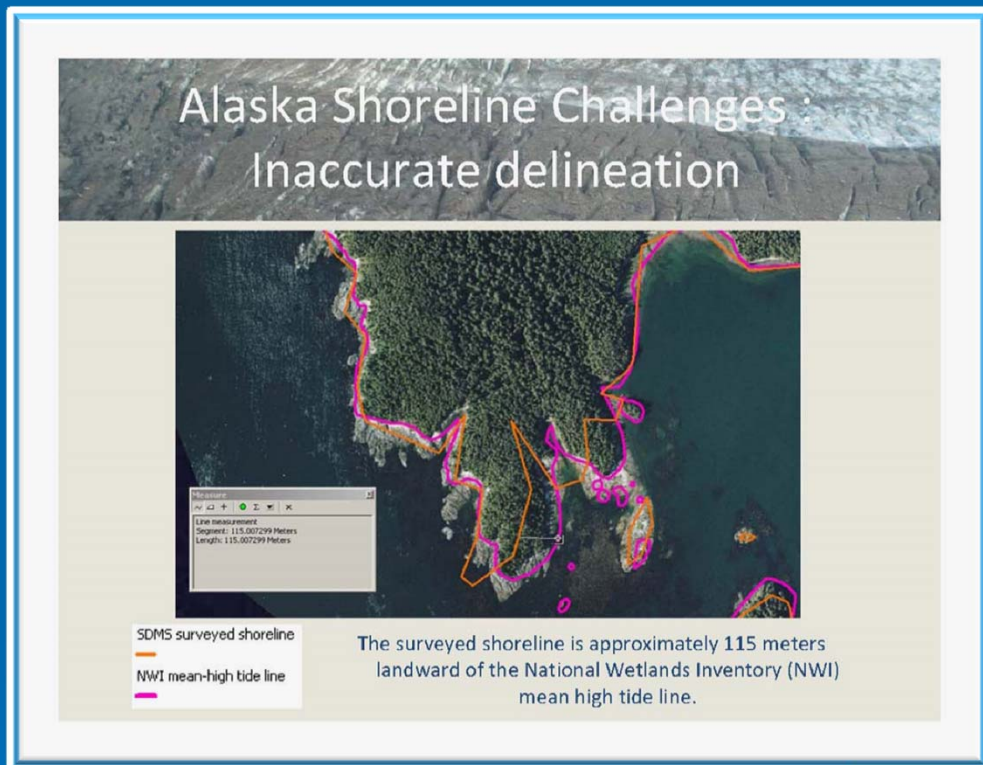 Alaska Shoreline Challenges :
Inaccurate delineation
Measure
Line measurement
Segment: 115.007299 Meters
Length: 115.007299 Meters
SDMS surveyed shoreline
NWI mean-high tide line
The surveyed shoreline is approximately 115 meters
landward of the National Wetlands Inventory (NWI)
mean high tide line.